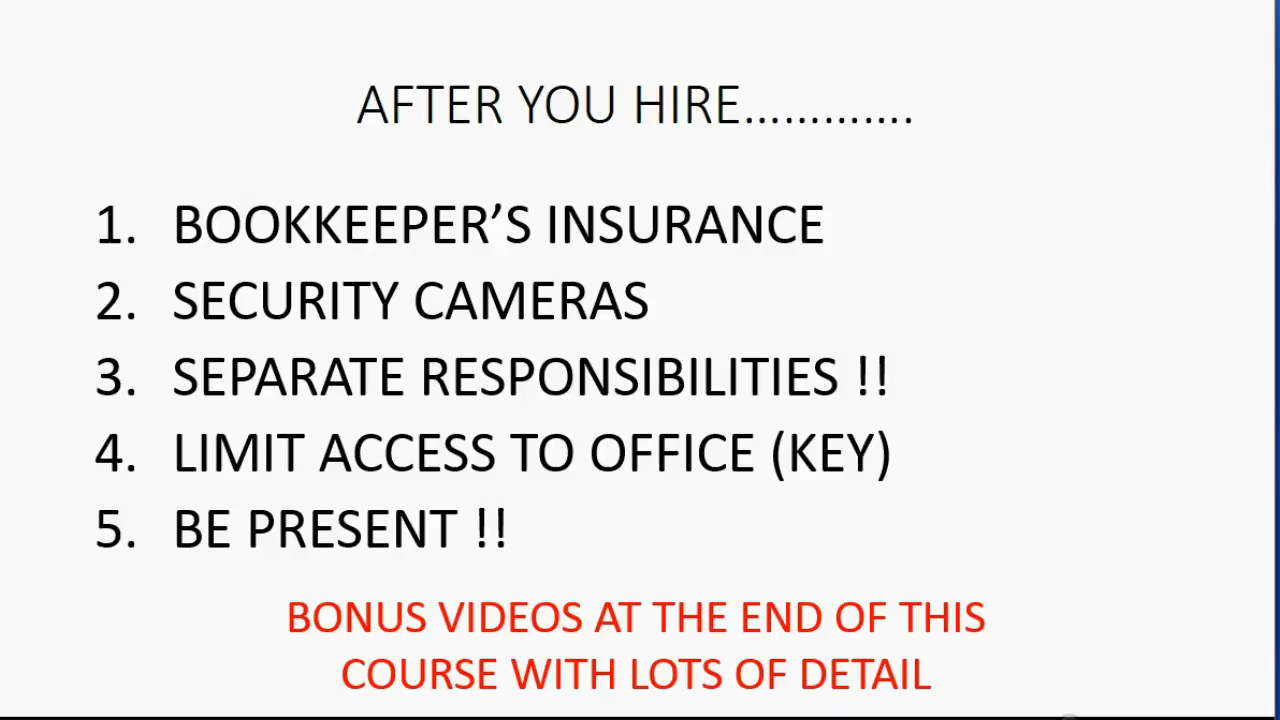 AFTER YOU HIRE………….
1. BOOKKEEPER’S INSURANCE
2. SECURITY CAMERAS
3. SEPARATE RESPONSIBILITIES !!
4. LIMIT ACCESS TO OFFICE (KEY)
5. BE PRESENT !!
BONUS VIDEOS AT THE END OF THIS
COURSE WITH LOTS OF DETAIL